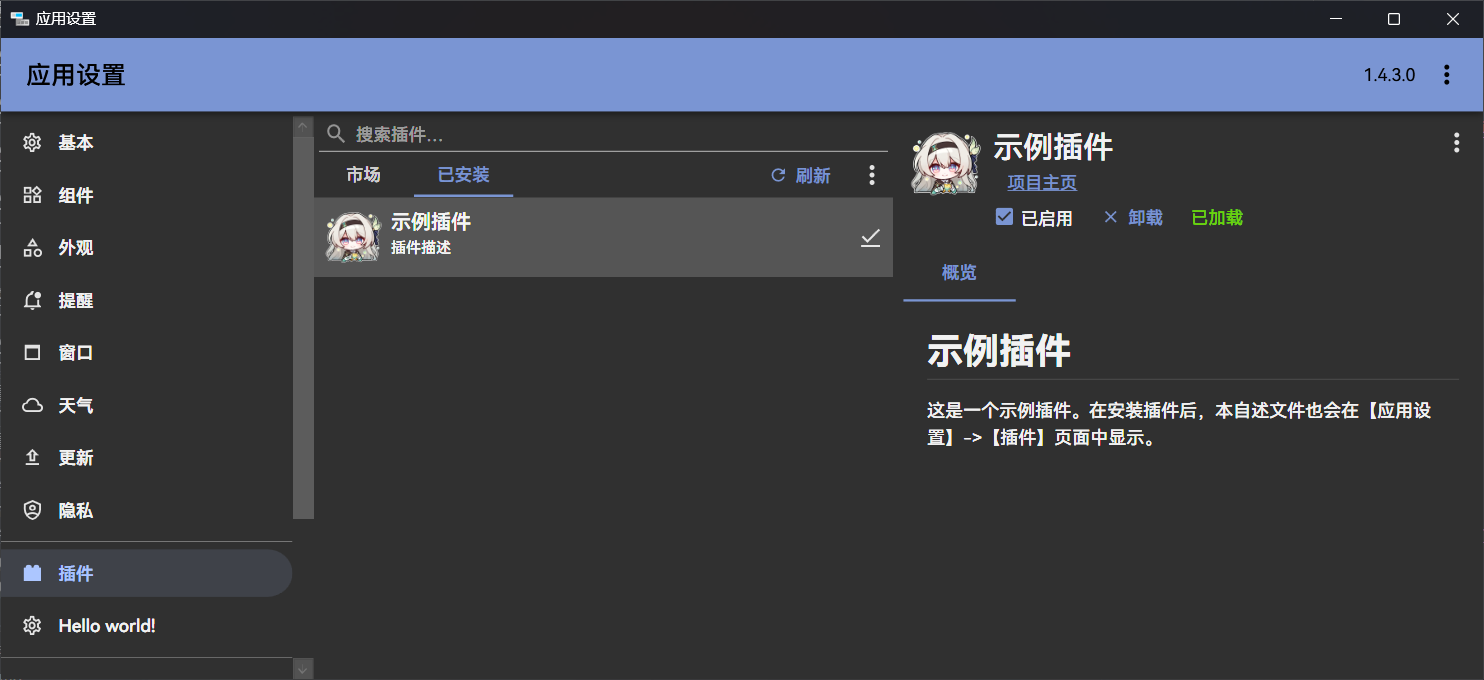 应用设置
应用设置
1.4.3.0
基本
组件
外观
提醒
窗口
天气
更新
隐私
插件
Hello world!
搜索插件...
市场
已安装
刷新
示例插件
插件描述
示例插件
项目主页
已启用
卸载
已加载
概览
示例插件
这是一个示例插件。在安装插件后，本自述文件也会在【应用设
置】->【插件】页面中显示。